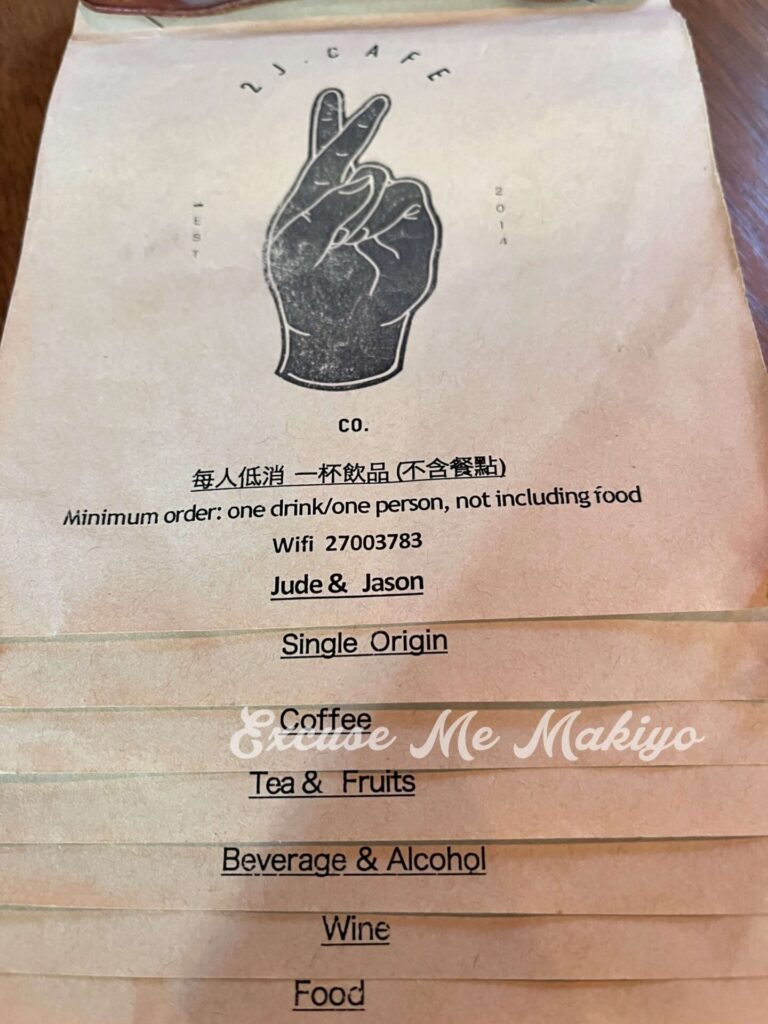 2J.CAFE
EST
2014
CO.
每人低消 一杯飲品 (不含餐點)
Minimum order: one drink/one person, not including food
Wifi 27003783
Jude & Jason
Single Origin
Coffee
Excuse Me Makiyo
Tea & Fruits
Beverage & Alcohol
Wine
Food